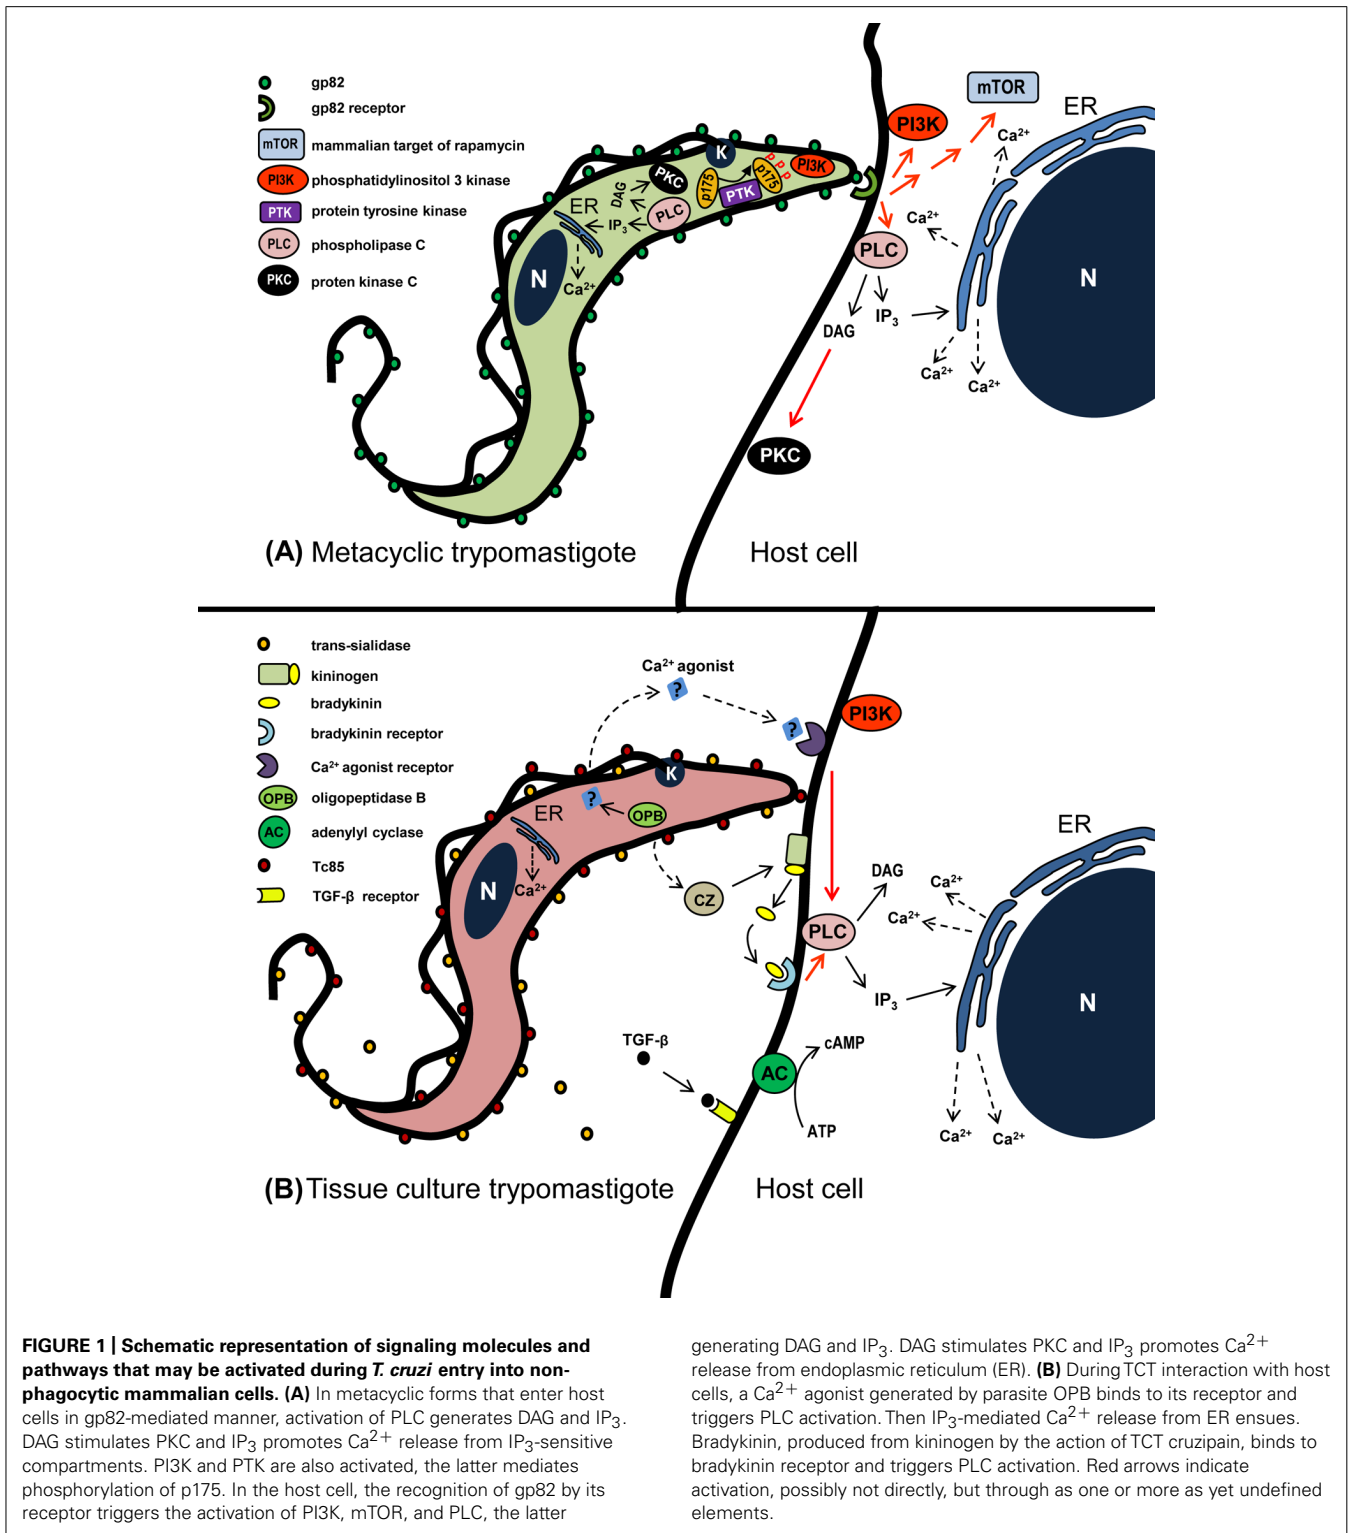 gp82
gp82 receptor
mTOR mammalian target of rapamycin
PI3K phosphatidylinositol 3 kinase
PTK protein tyrosine kinase
PLC phospholipase C
PKC proten kinase C
K
PKC
DAG
p175
PTK
p175
P P P
PI3K
ER
IP3
PLC
N
Ca2+
PI3K
mTOR
ER
Ca2+
Ca2+
PLC
N
DAG
IP3
Ca2+
Ca2+
PKC
(A) Metacyclic trypomastigote
Host cell
trans-sialidase
kininogen
bradykinin
bradykinin receptor
Ca2+ agonist receptor
OPB oligopeptidase B
AC adenylyl cyclase
Tc85
TGF-β receptor
Ca2+ agonist
?
?
PI3K
K
?
OPB
ER
N
Ca2+
CZ
DAG
PLC
IP3
ER
Ca2+
Ca2+
N
Ca2+
Ca2+
TGF-β
AC
cAMP
ATP
(B) Tissue culture trypomastigote
Host cell
FIGURE 1 | Schematic representation of signaling molecules and
pathways that may be activated during T. cruzi entry into non-
phagocytic mammalian cells. (A) In metacyclic forms that enter host
cells in gp82-mediated manner, activation of PLC generates DAG and IP3.
DAG stimulates PKC and IP3 promotes Ca2+ release from IP3-sensitive
compartments. PI3K and PTK are also activated, the latter mediates
phosphorylation of p175. In the host cell, the recognition of gp82 by its
receptor triggers the activation of PI3K, mTOR, and PLC, the latter
generating DAG and IP3. DAG stimulates PKC and IP3 promotes Ca2+
release from endoplasmic reticulum (ER). (B) During TCT interaction with host
cells, a Ca2+ agonist generated by parasite OPB binds to its receptor and
triggers PLC activation. Then IP3-mediated Ca2+ release from ER ensues.
Bradykinin, produced from kininogen by the action of TCT cruzipain, binds to
bradykinin receptor and triggers PLC activation. Red arrows indicate
activation, possibly not directly, but through as one or more as yet undefined
elements.